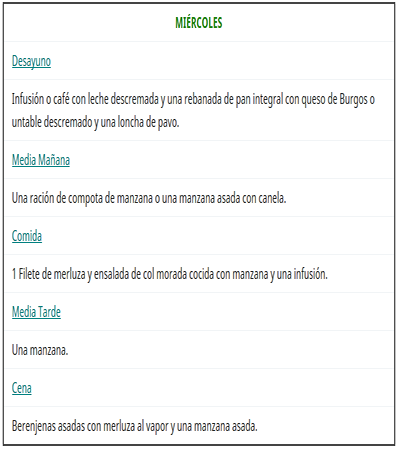 MIÉRCOLES
Desayuno
Infusión o café con leche descremada y una rebanada de pan integral con queso de Burgos o
untable descremado y una loncha de pavo.
Media Mañana
Una ración de compota de manzana o una manzana asada con canela.
Comida
1 Filete de merluza y ensalada de col morada cocida con manzana y una infusión.
Media Tarde
Una manzana.
Cena
Berenjenas asadas con merluza al vapor y una manzana asada.